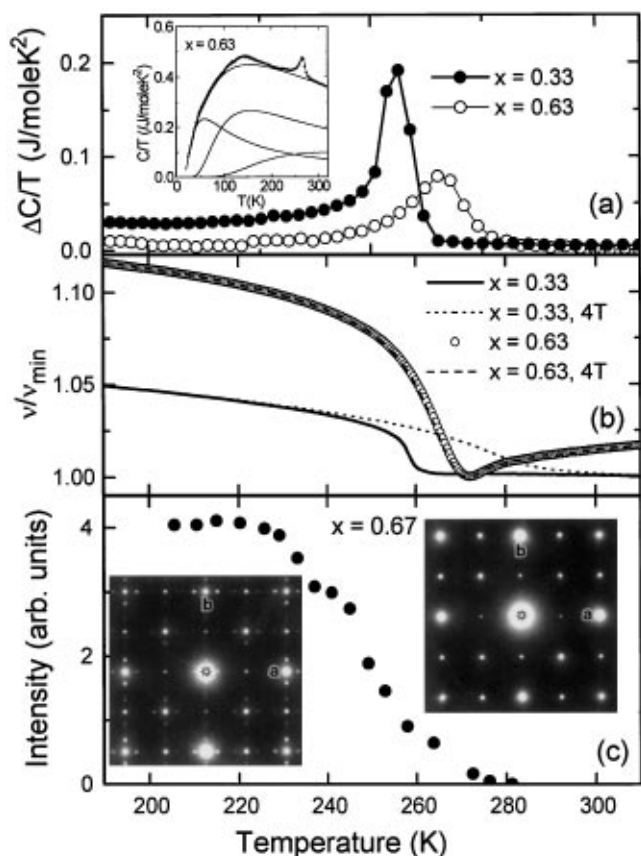 x = 0.63
C/T (J/moleK²)
0.6
0.4
0.2
0.0
0 100 200 300
T(K)
ΔC/T (J/moleK²)
0.2
0.1
0.0
x = 0.33
x = 0.63
(a)
ν/νmin
1.10
1.05
1.00
x = 0.33
x = 0.33, 4T
x = 0.63
x = 0.63, 4T
(b)
Intensity (arb. units)
4
2
0
x = 0.67
b
a
b
a
(c)
200 220 240 260 280 300
Temperature (K)